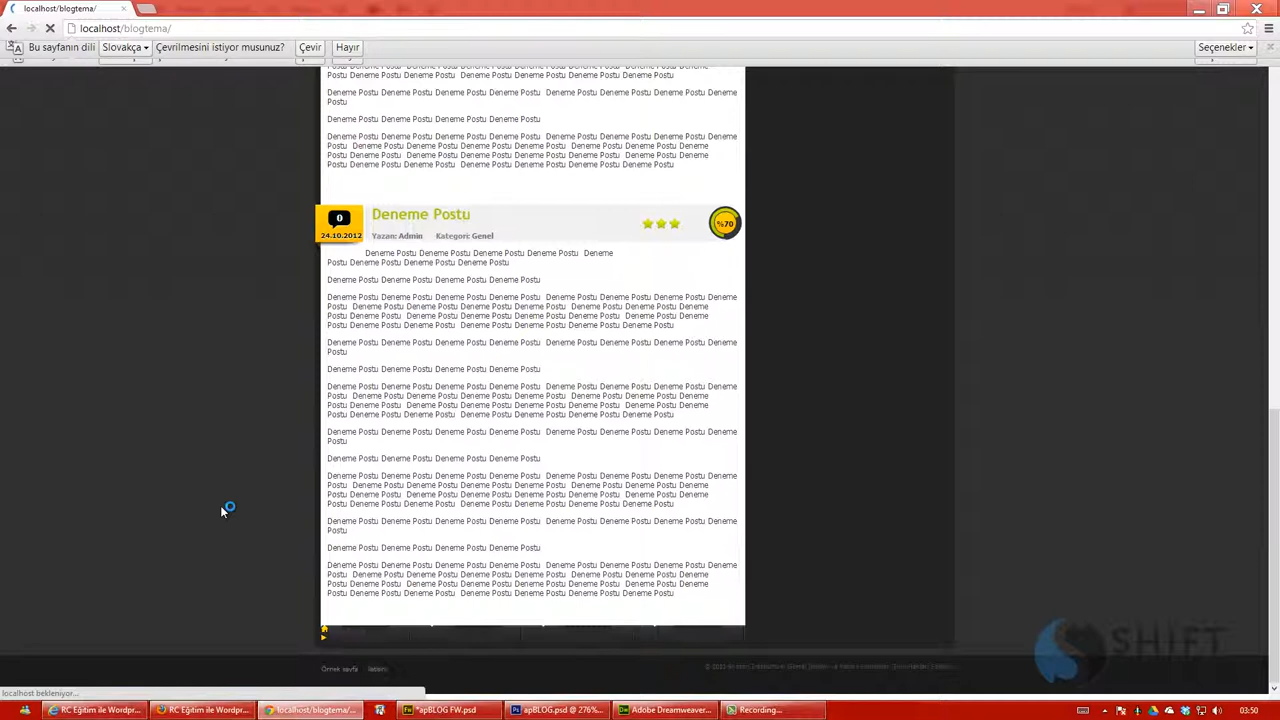 localhost/blogtema/
localhost/blogtema/
Bu sayfanın dili Slovakça Çevrilmesini istiyor musunuz? Çevir Hayır Seçenekler
Postu Deneme Postu Deneme Postu Deneme Postu Deneme Postu Deneme Postu
Deneme Postu Deneme Postu Deneme Postu Deneme Postu Deneme Postu Deneme Postu Deneme Postu Deneme
Postu
Deneme Postu Deneme Postu Deneme Postu Deneme Postu
Deneme Postu Deneme Postu Deneme Postu Deneme Postu Deneme Postu Deneme Postu Deneme Postu Deneme
Postu Deneme Postu Deneme Postu Deneme Postu Deneme Postu Deneme Postu Deneme Postu Deneme
Postu Deneme Postu Deneme Postu Deneme Postu Deneme Postu Deneme Postu Deneme Postu Deneme
Postu Deneme Postu Deneme Postu Deneme Postu Deneme Postu Deneme Postu
0
24.10.2012
Deneme Postu
Yazan: Admin Kategori: Genel
%70
Deneme Postu Deneme Postu Deneme Postu Deneme Postu Deneme
Postu Deneme Postu Deneme Postu Deneme Postu
Deneme Postu Deneme Postu Deneme Postu Deneme Postu
Deneme Postu Deneme Postu Deneme Postu Deneme Postu Deneme Postu Deneme Postu Deneme Postu Deneme
Postu Deneme Postu Deneme Postu Deneme Postu Deneme Postu Deneme Postu Deneme Postu Deneme
Postu Deneme Postu Deneme Postu Deneme Postu Deneme Postu Deneme Postu Deneme Postu Deneme
Postu Deneme Postu Deneme Postu Deneme Postu Deneme Postu Deneme Postu
Deneme Postu Deneme Postu Deneme Postu Deneme Postu Deneme Postu Deneme Postu Deneme Postu Deneme
Postu
Deneme Postu Deneme Postu Deneme Postu Deneme Postu
Deneme Postu Deneme Postu Deneme Postu Deneme Postu Deneme Postu Deneme Postu Deneme Postu Deneme
Postu Deneme Postu Deneme Postu Deneme Postu Deneme Postu Deneme Postu Deneme Postu Deneme
Postu Deneme Postu Deneme Postu Deneme Postu Deneme Postu Deneme Postu Deneme Postu Deneme
Postu Deneme Postu Deneme Postu Deneme Postu Deneme Postu Deneme Postu
Deneme Postu Deneme Postu Deneme Postu Deneme Postu Deneme Postu Deneme Postu Deneme Postu Deneme
Postu
Deneme Postu Deneme Postu Deneme Postu Deneme Postu
Deneme Postu Deneme Postu Deneme Postu Deneme Postu Deneme Postu Deneme Postu Deneme Postu Deneme
Postu Deneme Postu Deneme Postu Deneme Postu Deneme Postu Deneme Postu Deneme Postu Deneme
Postu Deneme Postu Deneme Postu Deneme Postu Deneme Postu Deneme Postu Deneme Postu Deneme
Postu Deneme Postu Deneme Postu Deneme Postu Deneme Postu Deneme Postu
Deneme Postu Deneme Postu Deneme Postu Deneme Postu Deneme Postu Deneme Postu Deneme Postu Deneme
Postu
Deneme Postu Deneme Postu Deneme Postu Deneme Postu
Deneme Postu Deneme Postu Deneme Postu Deneme Postu Deneme Postu Deneme Postu Deneme Postu Deneme
Postu Deneme Postu Deneme Postu Deneme Postu Deneme Postu Deneme Postu Deneme Postu Deneme
Postu Deneme Postu Deneme Postu Deneme Postu Deneme Postu Deneme Postu Deneme Postu Deneme
Postu Deneme Postu Deneme Postu Deneme Postu Deneme Postu Deneme Postu
SHIFT
Örnek sayfa İletişim
localhost bekleniyor...
RC Eğitim ile Wordpr... RC Eğitim ile Wordpr... localhost/blogtema/... *apBLOG FW.psd apBLOG.psd @ 276%... Adobe Dreamweaver... Recording... 03:50